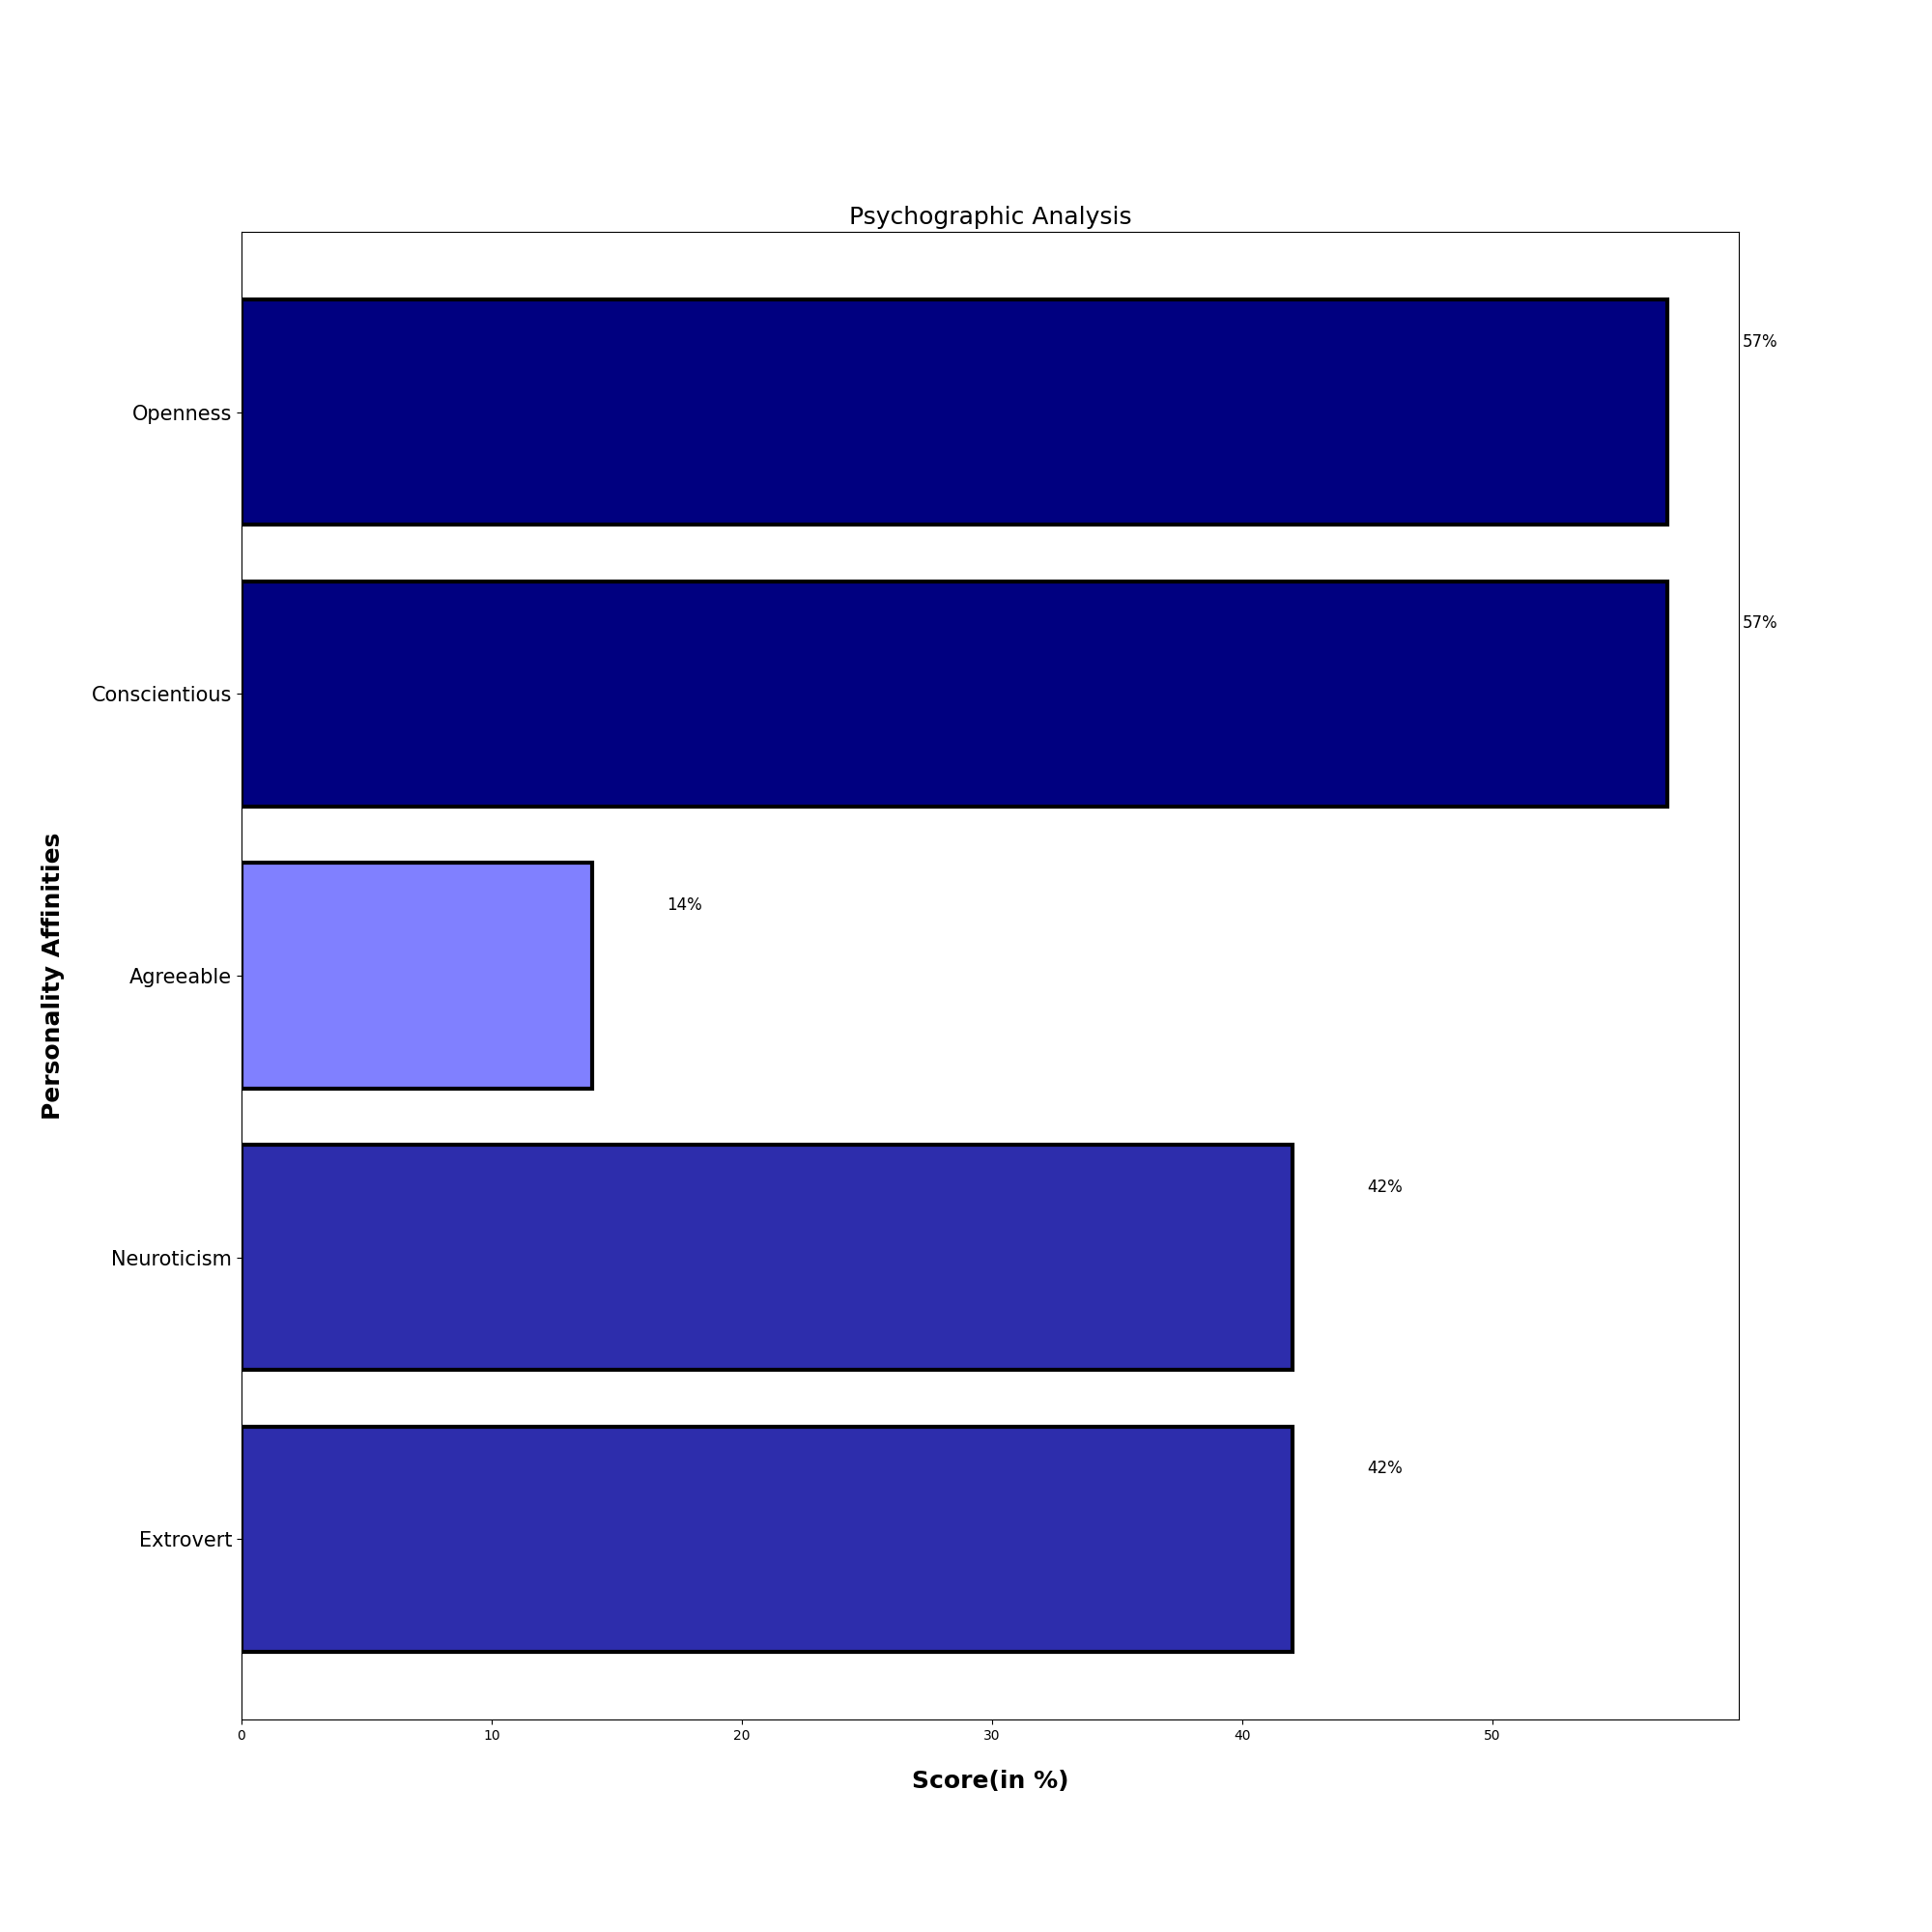 Psychographic Analysis
Openness
57%
Conscientious
57%
Agreeable
14%
Neuroticism
42%
Extrovert
42%
Personality Affinities
0 10 20 30 40 50
Score(in %)